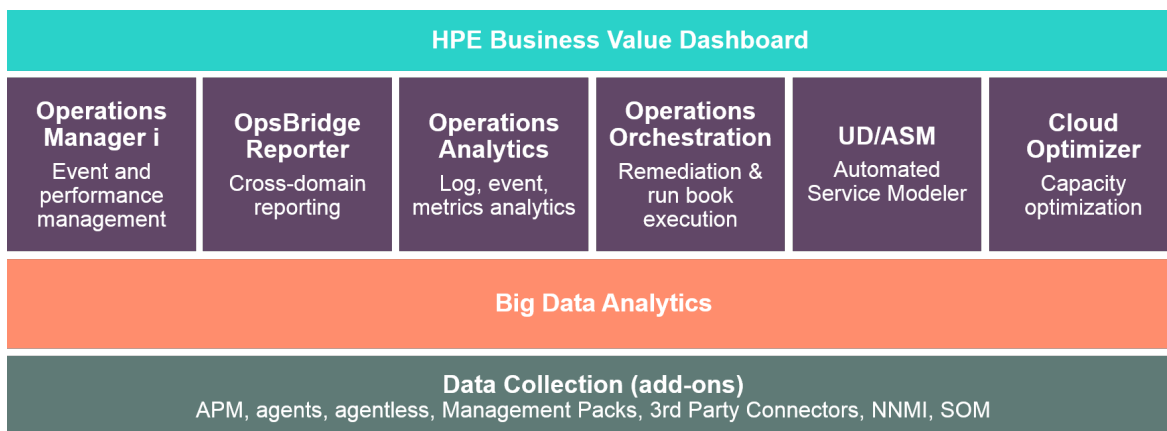 HPE Business Value Dashboard
Operations
Manager i
Event and
performance
management
OpsBridge
Reporter
Cross-domain
reporting
Operations
Analytics
Log, event,
metrics analytics
Operations
Orchestration
Remediation &
run book
execution
UD/ASM
Automated
Service Modeler
Cloud
Optimizer
Capacity
optimization
Big Data Analytics
Data Collection (add-ons)
APM, agents, agentless, Management Packs, 3rd Party Connectors, NNMI, SOM